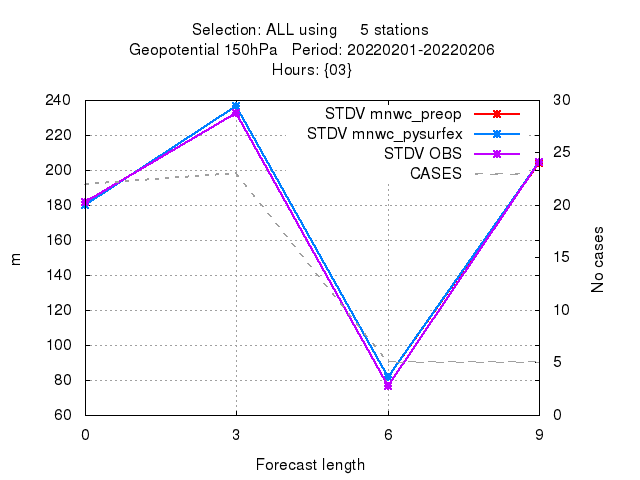 Selection: ALL using     5 stations
Geopotential 150hPa   Period: 20220201-20220206
Hours: {03}
240
220
200
180
160
140
120
100
80
60
m
30
25
20
15
10
5
0
No cases
STDV mnwc_preop
STDV mnwc_pysurfex
STDV OBS
CASES
0
3
6
9
Forecast length